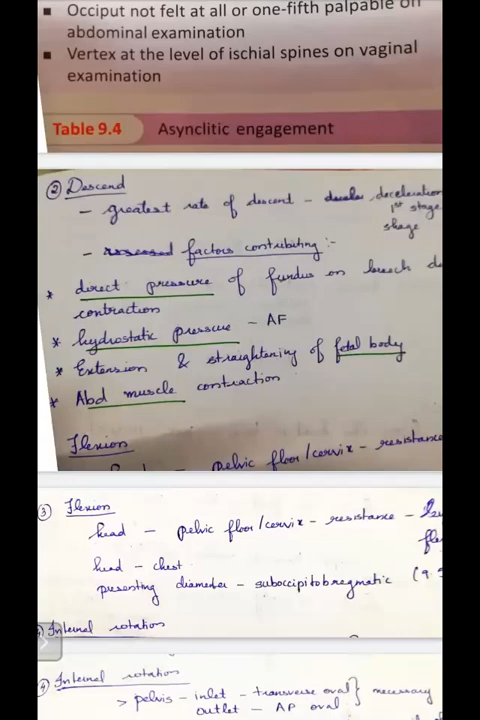 ▪ Occiput not felt at all or one-fifth palpable on
abdominal examination
▪ Vertex at the level of ischial spines on vaginal
examination
Table 9.4 Asynclitic engagement
② Descend
- greatest rate of descent - deceleration
1st stage
- factors contributing :-
* direct pressure of fundus on breech
contraction
* hydrostatic pressure - AF
* Extension & straightening of fetal body
* Abd muscle contraction
Flexion
- pelvic floor/cervix - resistance
③ Flexion
head - pelvic floor/cervix - resistance -
head - chest
presenting diameter - suboccipitobregmatic (9.5
Internal rotation
④ Internal rotation
> pelvis - inlet - transverse oval } necessary
outlet - AP oval